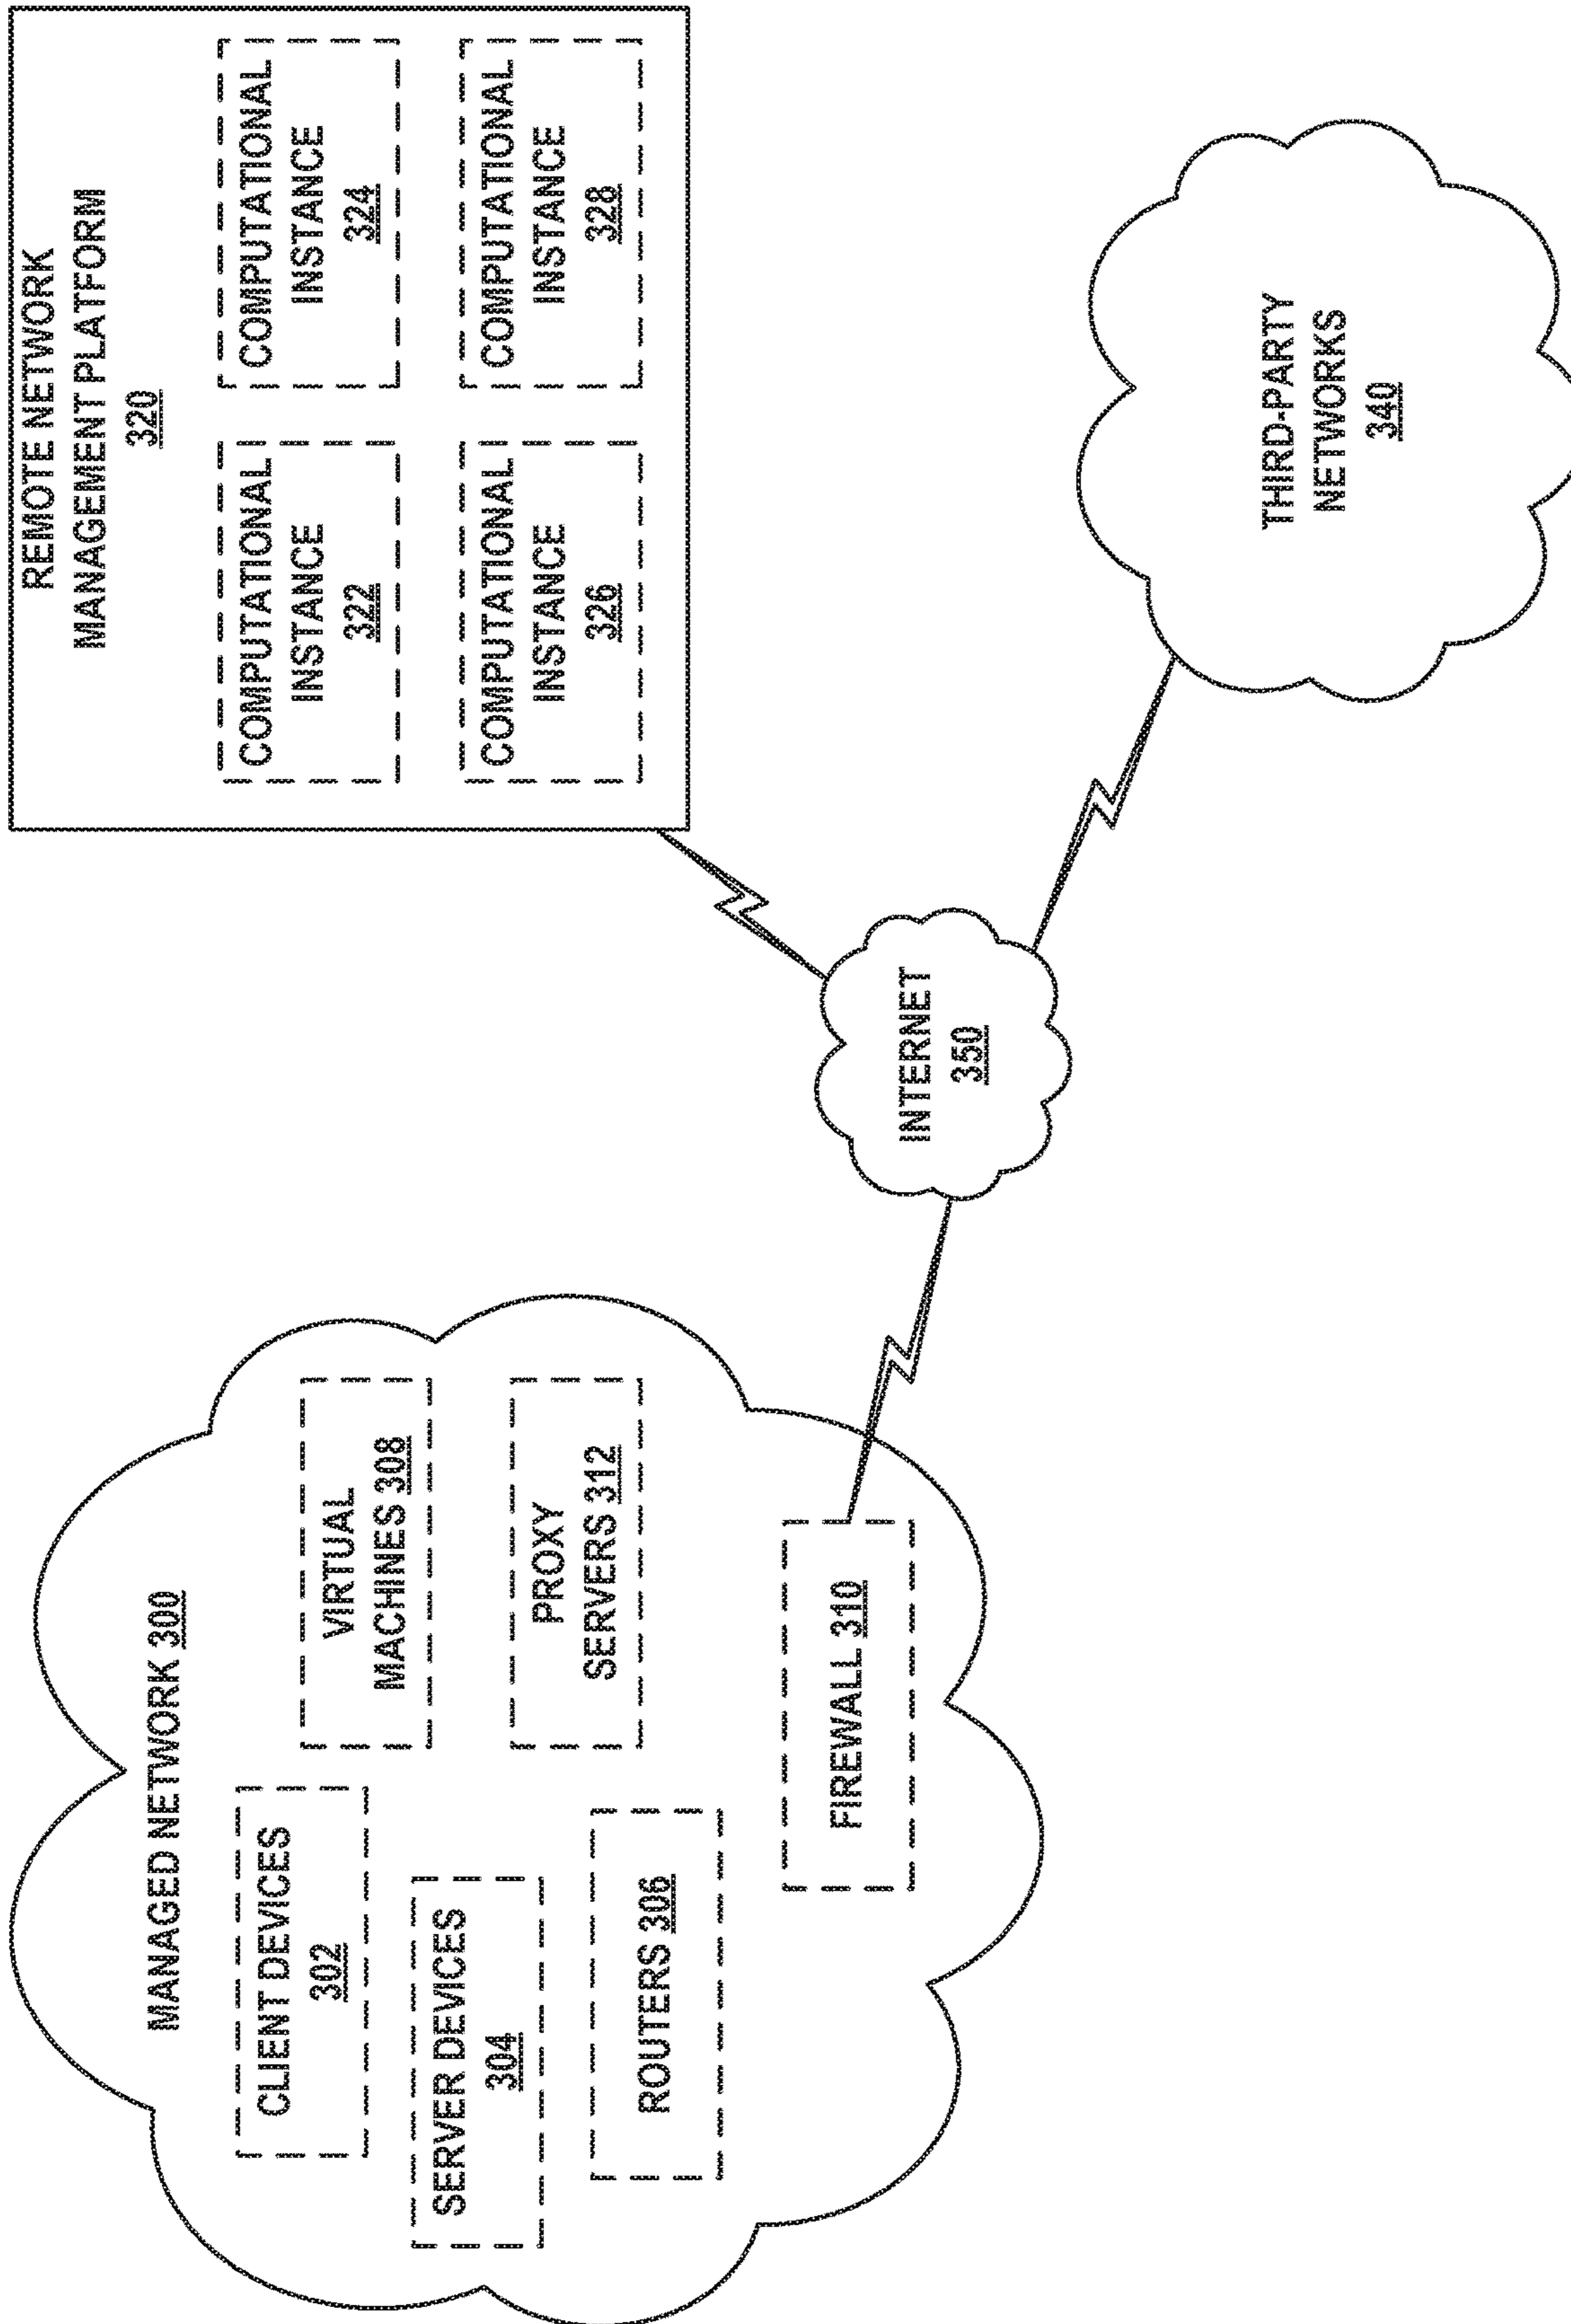 MANAGED NETWORK 300
CLIENT DEVICES
302
VIRTUAL
MACHINES 308
SERVER DEVICES
304
PROXY
SERVERS 312
ROUTERS 306
FIREWALL 310
INTERNET
350
REMOTE NETWORK
MANAGEMENT PLATFORM
320
COMPUTATIONAL
INSTANCE
322
COMPUTATIONAL
INSTANCE
324
COMPUTATIONAL
INSTANCE
326
COMPUTATIONAL
INSTANCE
328
THIRD-PARTY
NETWORKS
340